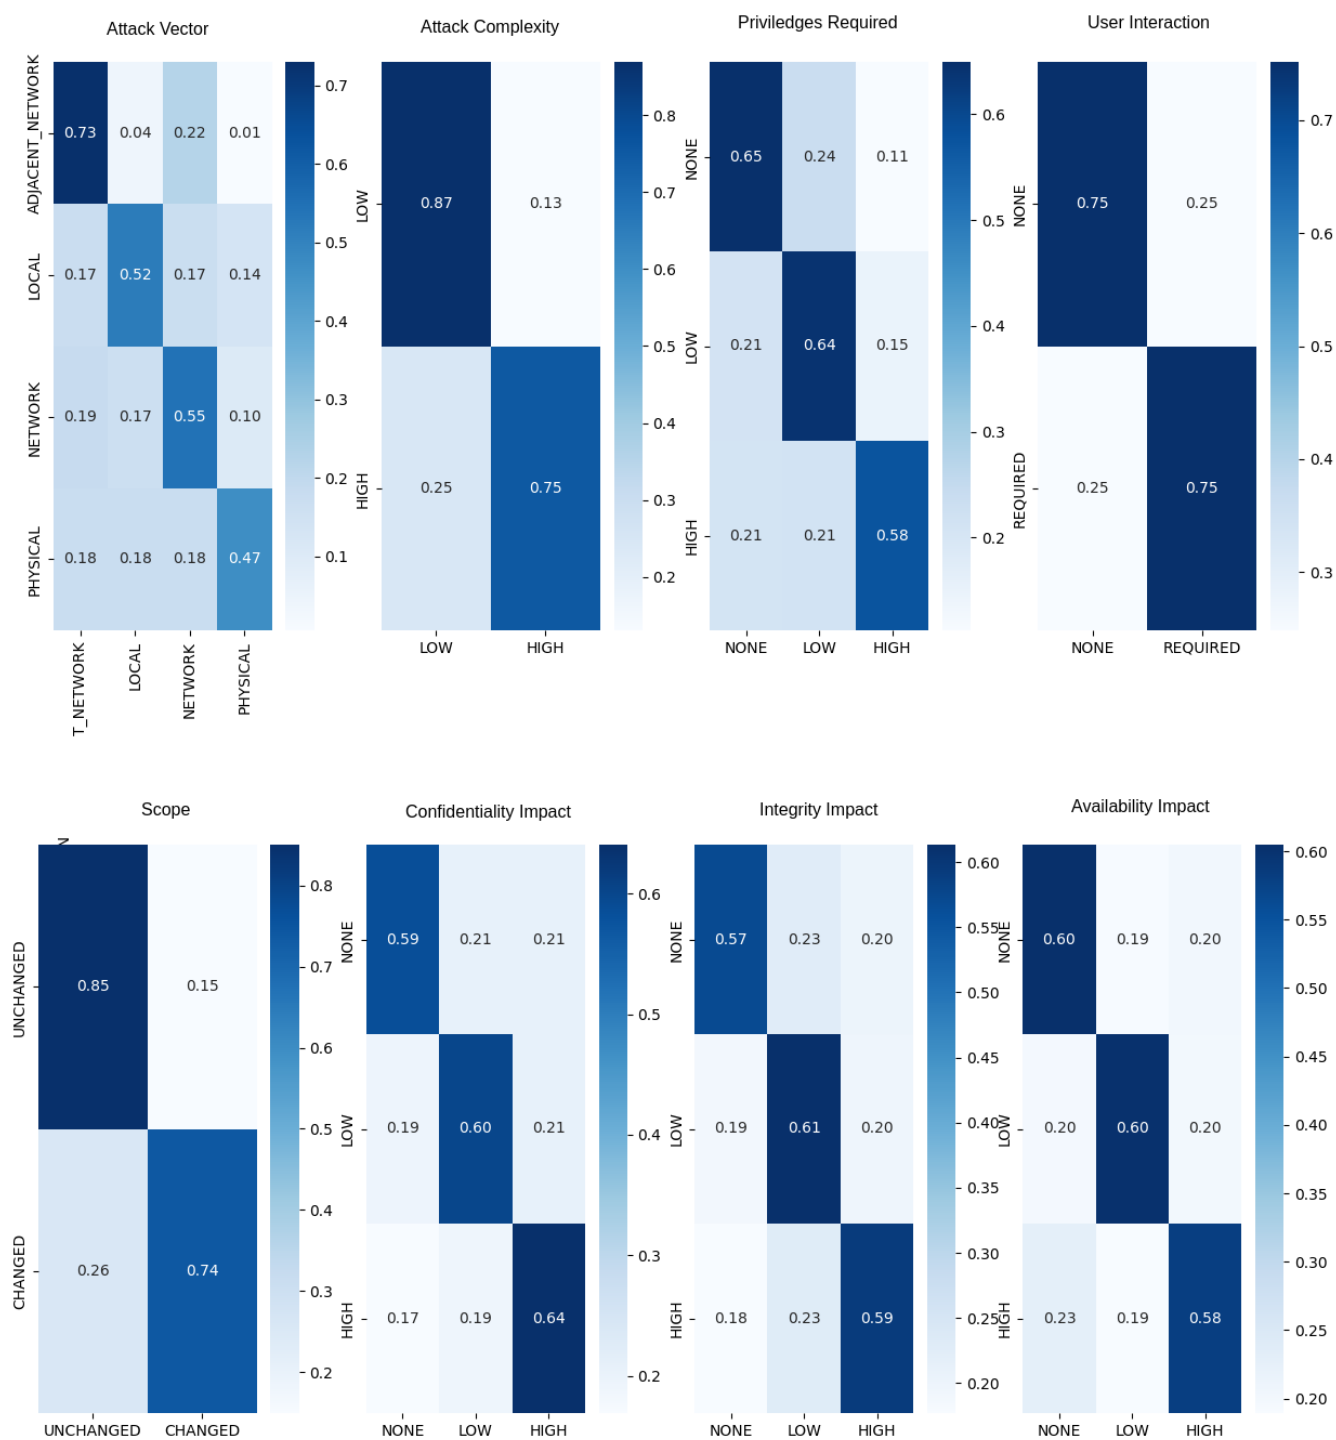 Attack Vector
Attack Complexity
Priviledges Required
User Interaction
ADJACENT_NETWORK
LOCAL
NETWORK
PHYSICAL
0.73 0.04 0.22 0.01
0.17 0.52 0.17 0.14
0.19 0.17 0.55 0.10
0.18 0.18 0.18 0.47
T_NETWORK
LOCAL
NETWORK
PHYSICAL
0.7
0.6
0.5
0.4
0.3
0.2
0.1
LOW
HIGH
0.87 0.13
0.25 0.75
LOW HIGH
0.8
0.7
0.6
0.5
0.4
0.3
0.2
NONE
LOW
HIGH
0.65 0.24 0.11
0.21 0.64 0.15
0.21 0.21 0.58
NONE LOW HIGH
0.6
0.5
0.4
0.3
0.2
NONE
REQUIRED
0.75 0.25
0.25 0.75
NONE REQUIRED
0.7
0.6
0.5
0.4
0.3
Scope
Confidentiality Impact
Integrity Impact
Availability Impact
N
UNCHANGED
CHANGED
0.85 0.15
0.26 0.74
UNCHANGED CHANGED
0.8
0.7
0.6
0.5
0.4
0.3
0.2
NONE
LOW
HIGH
0.59 0.21 0.21
0.19 0.60 0.21
0.17 0.19 0.64
NONE LOW HIGH
0.6
0.5
0.4
0.3
0.2
NONE
LOW
HIGH
0.57 0.23 0.20
0.19 0.61 0.20
0.18 0.23 0.59
NONE LOW HIGH
0.60
0.55
0.50
0.45
0.40
0.35
0.30
0.25
0.20
NONE
LOW
HIGH
0.60 0.19 0.20
0.20 0.60 0.20
0.23 0.19 0.58
NONE LOW HIGH
0.60
0.55
0.50
0.45
0.40
0.35
0.30
0.25
0.20